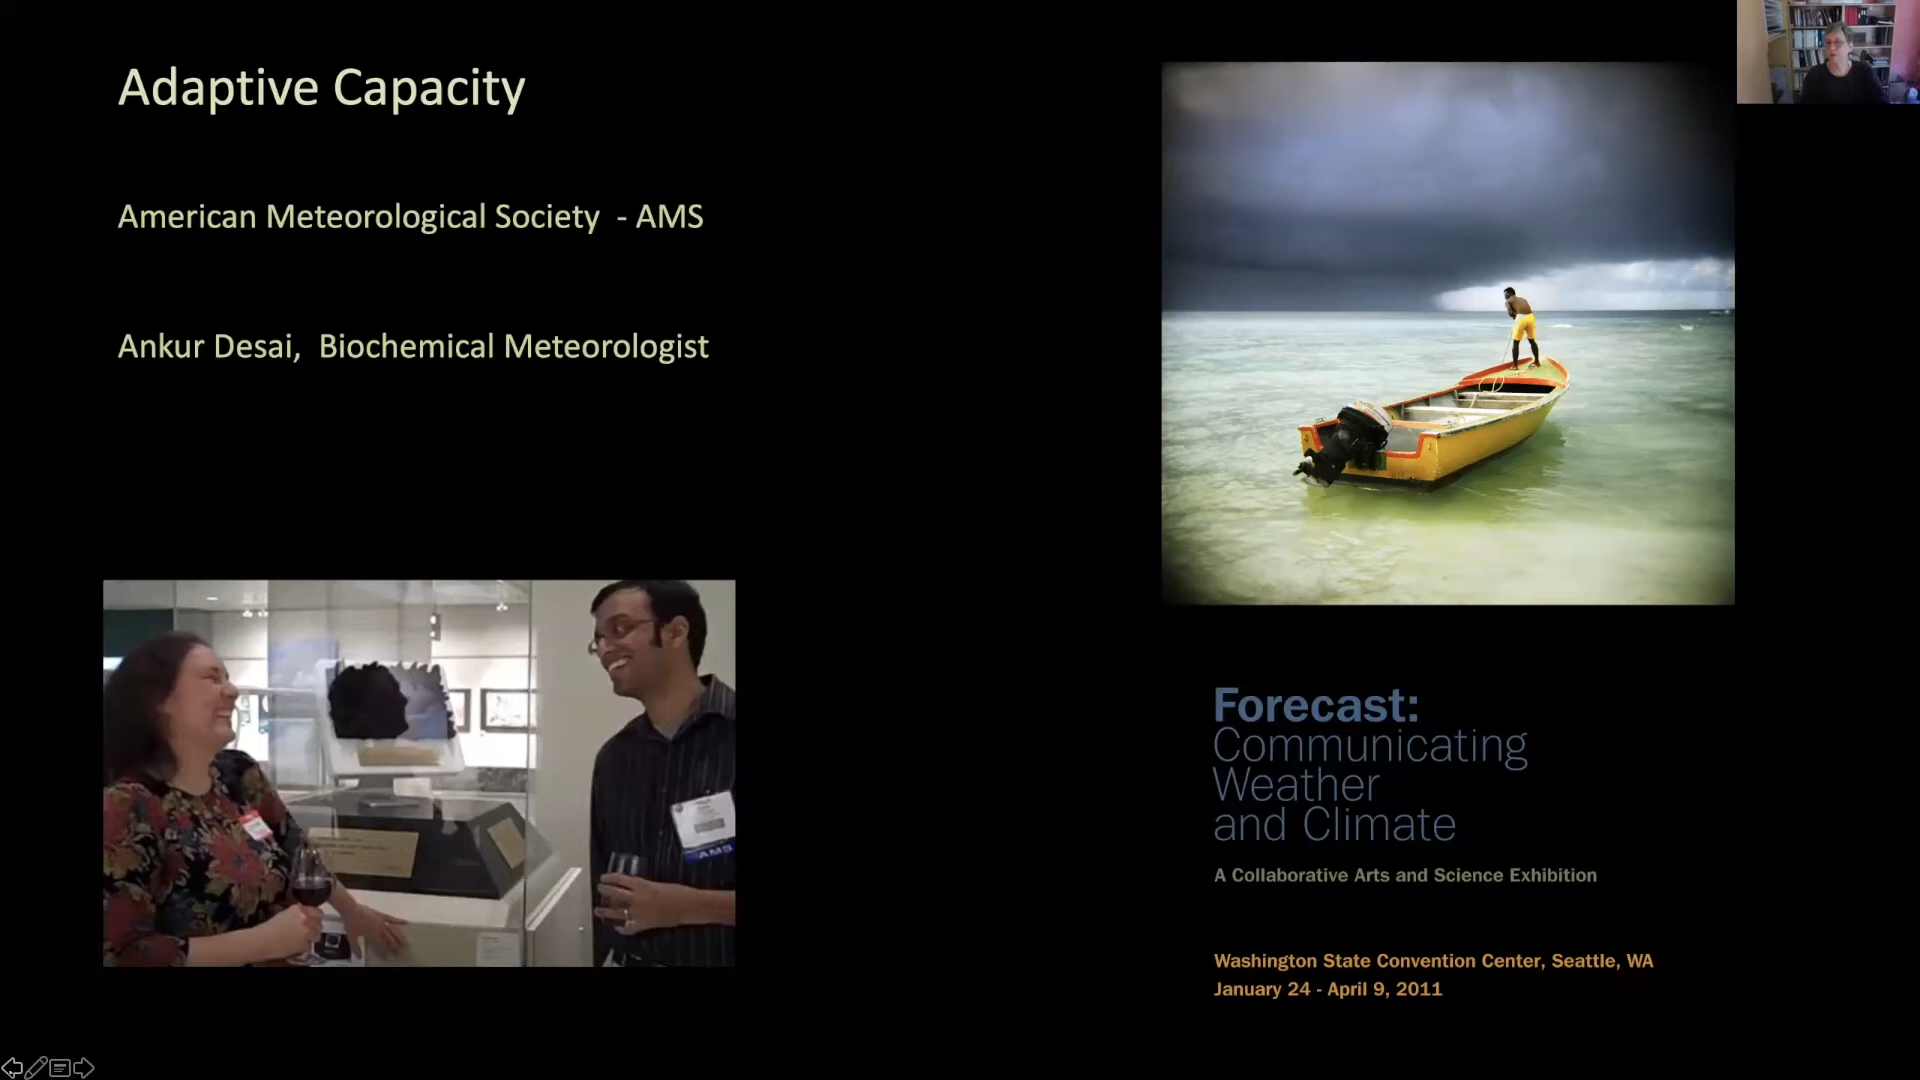 Adaptive Capacity
American Meteorological Society - AMS
Ankur Desai, Biochemical Meteorologist
AMS
Forecast:
Communicating
Weather
and Climate
A Collaborative Arts and Science Exhibition
Washington State Convention Center, Seattle, WA
January 24 - April 9, 2011